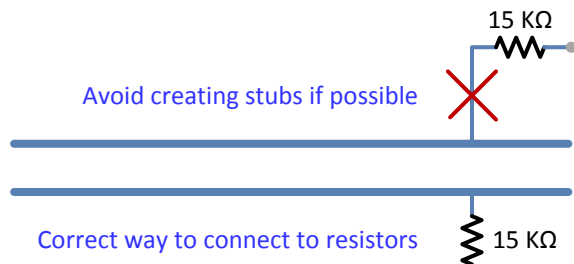 15 KΩ
Avoid creating stubs if possible
Correct way to connect to resistors
15 KΩ